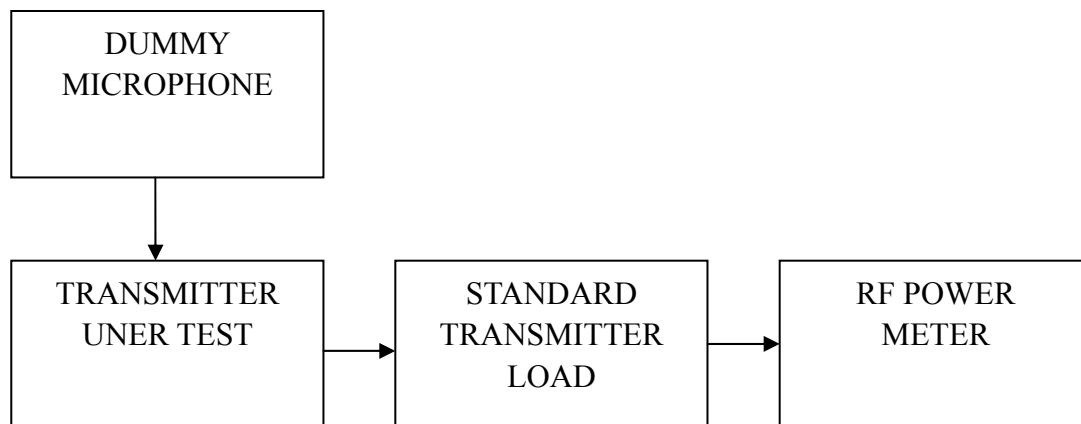 DUMMY
MICROPHONE
TRANSMITTER
UNER TEST
STANDARD
TRANSMITTER
LOAD
RF POWER
METER